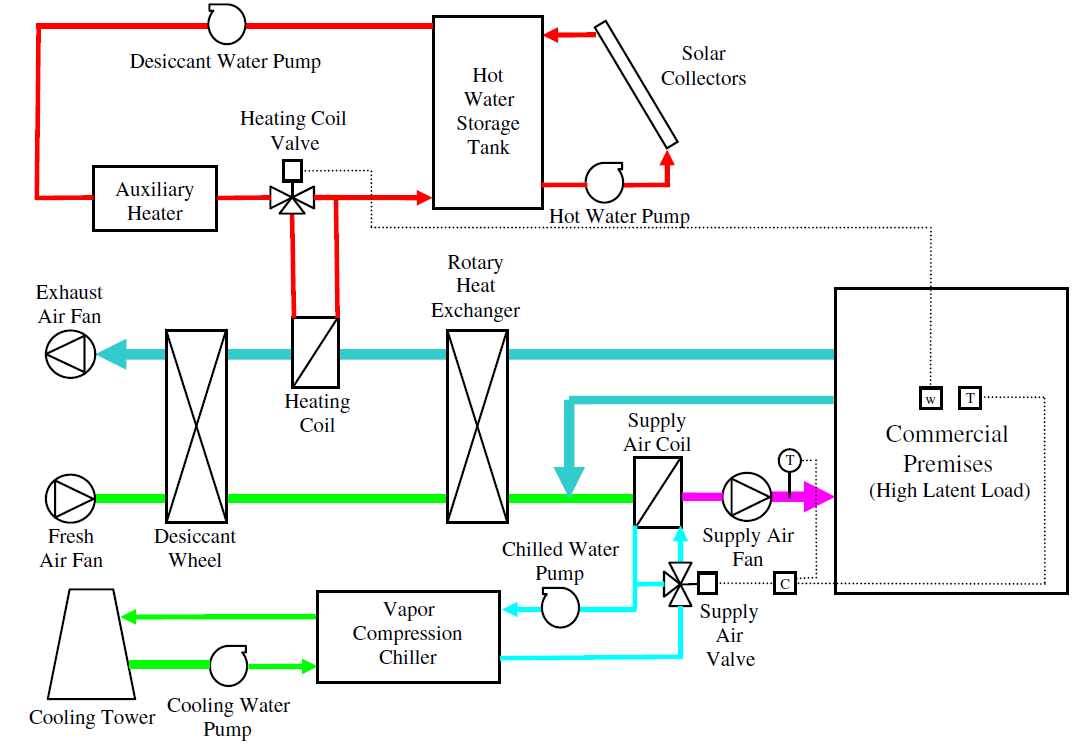 Desiccant Water Pump
Hot
Water
Storage
Tank
Solar
Collectors
Heating Coil
Valve
Auxiliary
Heater
Hot Water Pump
Exhaust
Air Fan
Rotary
Heat
Exchanger
Heating
Coil
w
T
Commercial
Premises
(High Latent Load)
Supply
Air Coil
T
Fresh
Air Fan
Desiccant
Wheel
Supply Air
Fan
Chilled Water
Pump
C
Supply
Air
Valve
Vapor
Compression
Chiller
Cooling Tower
Cooling Water
Pump